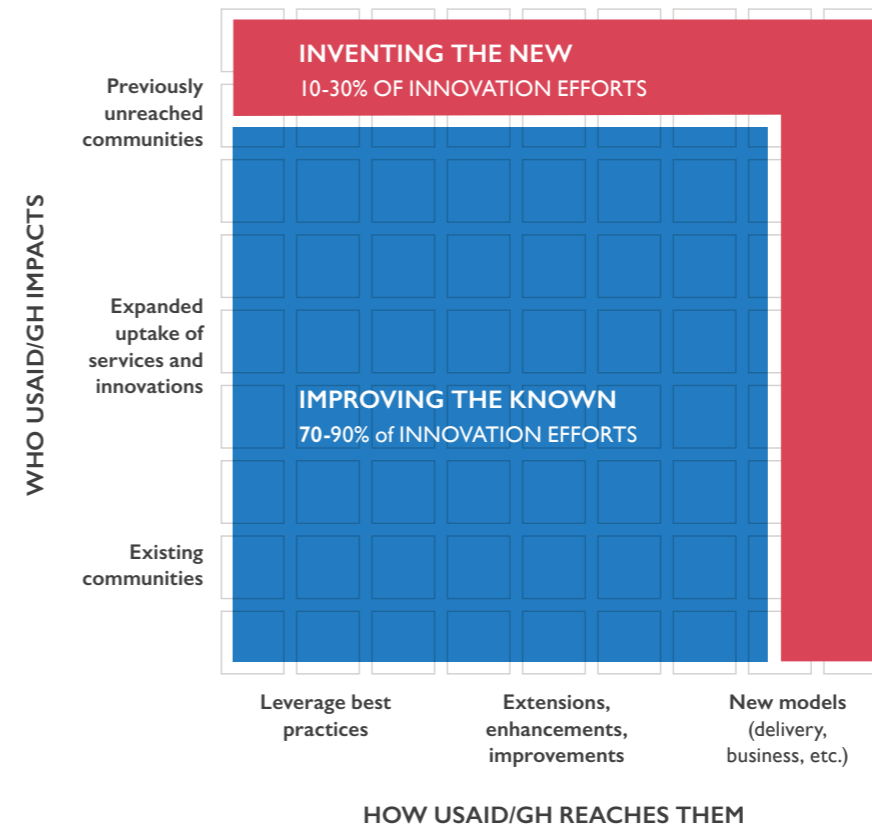 INVENTING THE NEW
10-30% OF INNOVATION EFFORTS
Previously
unreached
communities
WHO USAID/GH IMPACTS
Expanded
uptake of
services and
innovations
IMPROVING THE KNOWN
70-90% of INNOVATION EFFORTS
Existing
communities
Leverage best
practices
Extensions,
enhancements,
improvements
New models
(delivery,
business, etc.)
HOW USAID/GH REACHES THEM